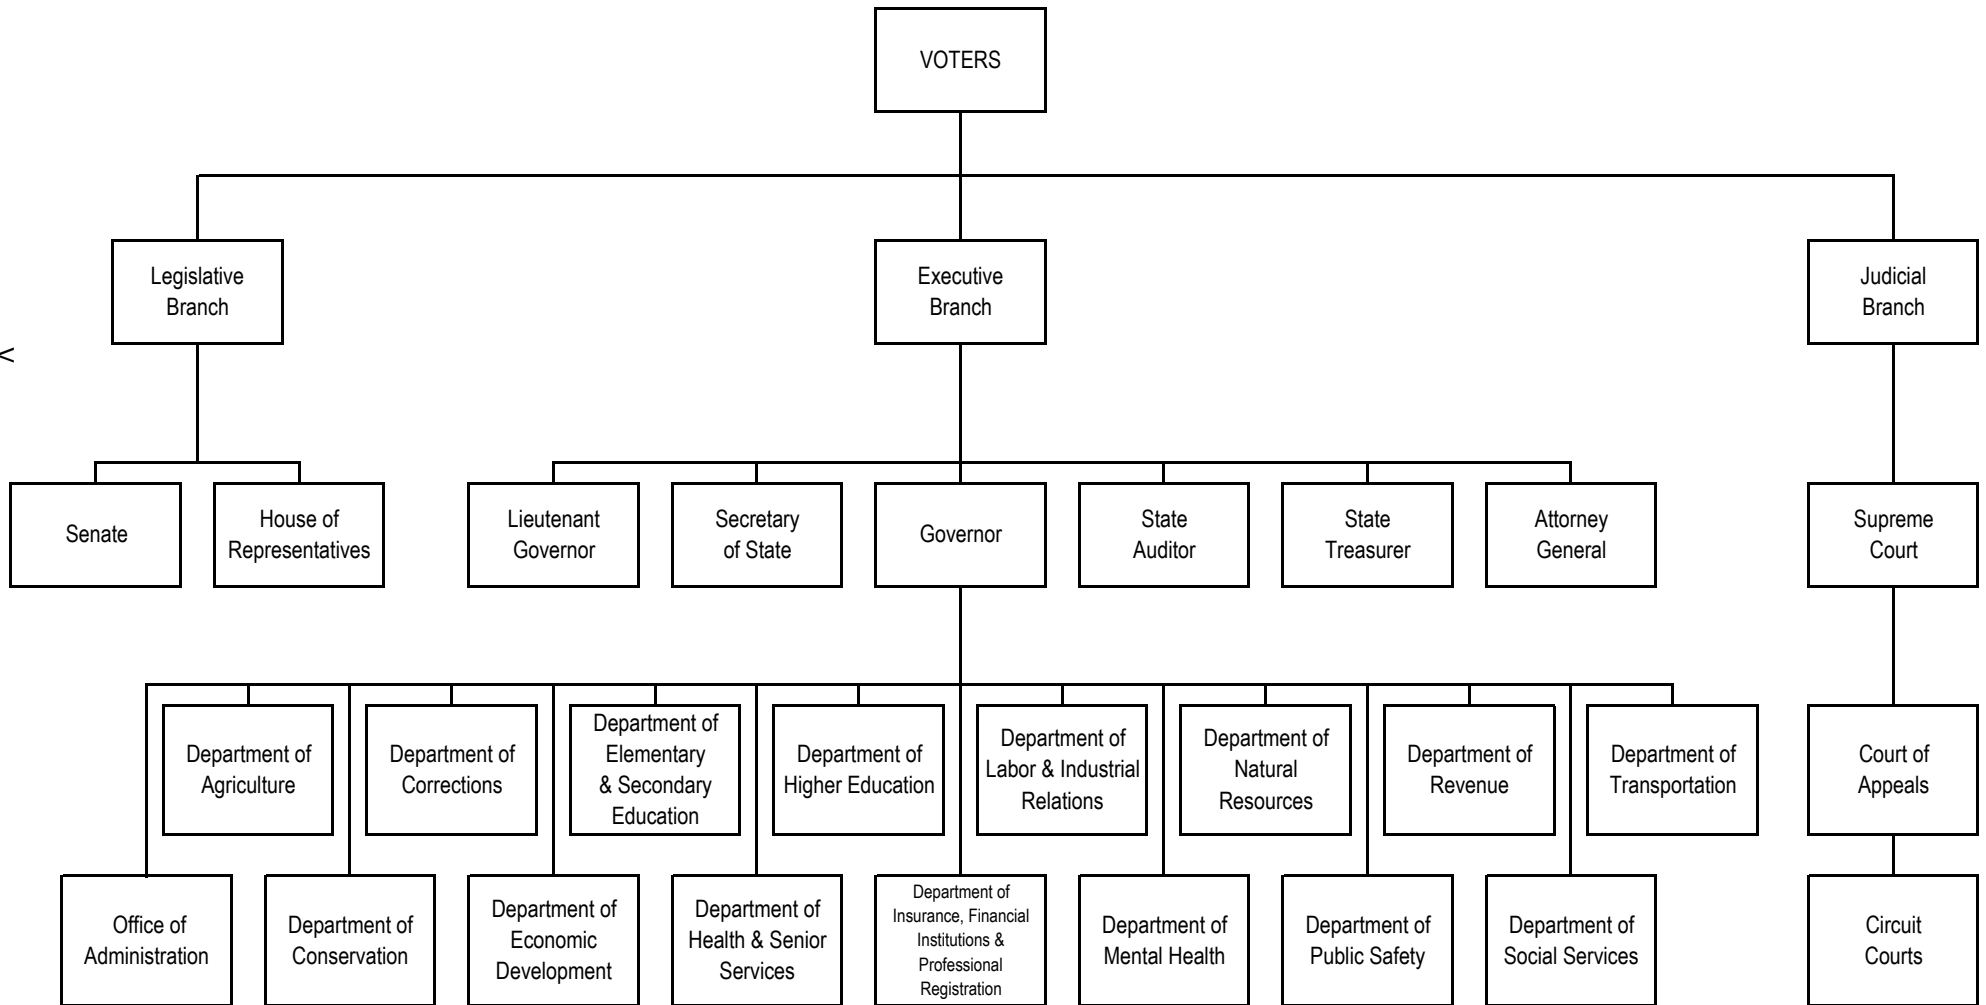 VOTERS
Legislative
Branch
Executive
Branch
Judicial
Branch
<
Senate
House of
Representatives
Lieutenant
Governor
Secretary
of State
Governor
State
Auditor
State
Treasurer
Attorney
General
Supreme
Court
Department of
Agriculture
Department of
Corrections
Department of
Elementary
& Secondary
Education
Department of
Higher Education
Department of
Labor & Industrial
Relations
Department of
Natural
Resources
Department of
Revenue
Department of
Transportation
Court of
Appeals
Office of
Administration
Department of
Conservation
Department of
Economic
Development
Department of
Health & Senior
Services
Department of
Insurance, Financial
Institutions &
Professional
Registration
Department of
Mental Health
Department of
Public Safety
Department of
Social Services
Circuit
Courts